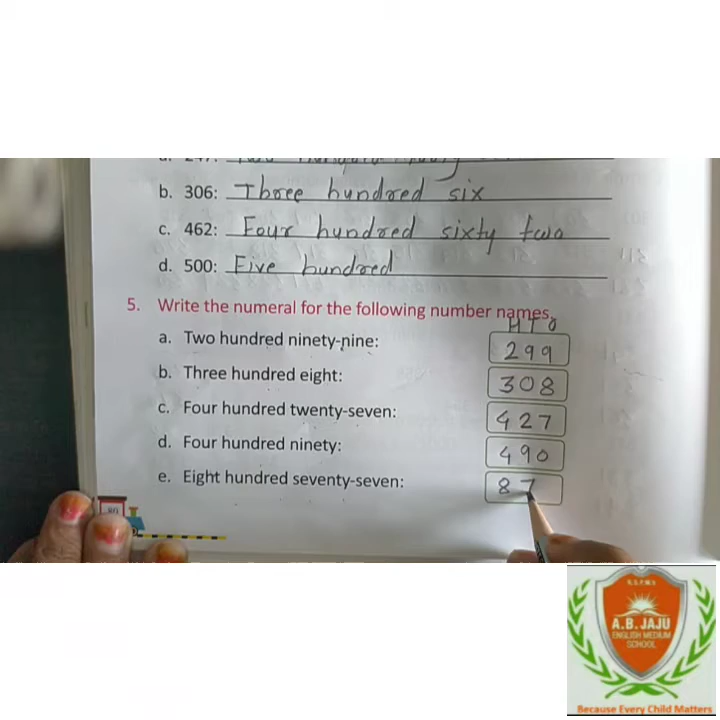 b. 306: Three hundred six
c. 462: Four hundred sixty two
d. 500: Five hundred
5. Write the numeral for the following number names.
H T O
a. Two hundred ninety-nine: 299
b. Three hundred eight: 308
c. Four hundred twenty-seven: 427
d. Four hundred ninety: 490
e. Eight hundred seventy-seven: 87
A.B.JAJU
ENGLISH MEDIUM
SCHOOL
Because Every Child Matters